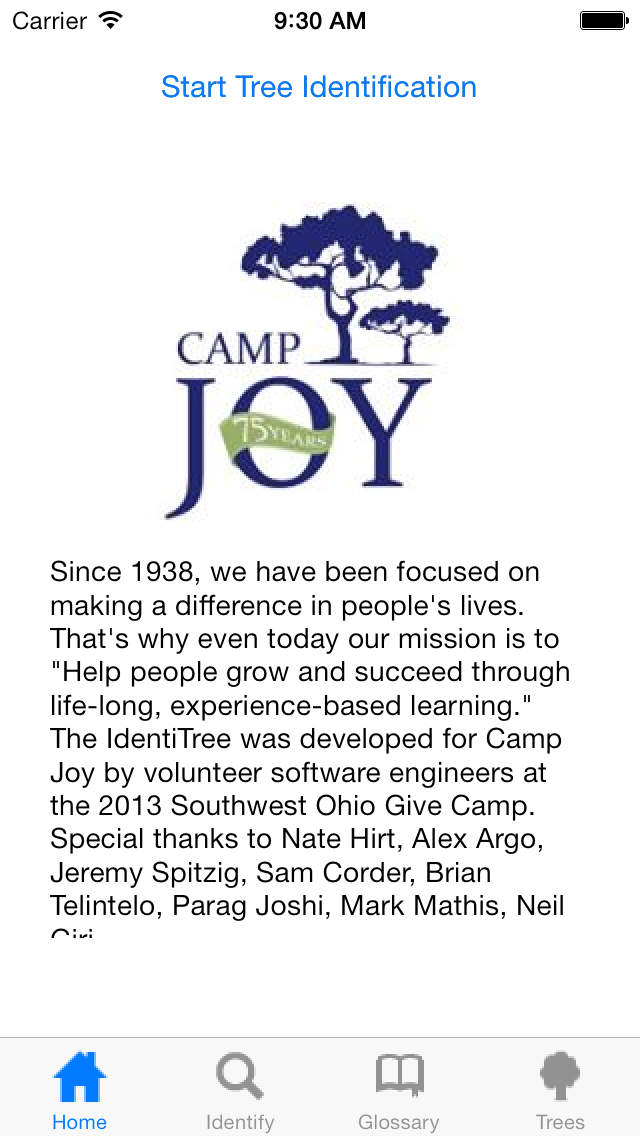 Carrier 9:30 AM
Start Tree Identification
CAMP
JOY
75 YEARS
Since 1938, we have been focused on
making a difference in people's lives.
That's why even today our mission is to
"Help people grow and succeed through
life-long, experience-based learning."
The IdentiTree was developed for Camp
Joy by volunteer software engineers at
the 2013 Southwest Ohio Give Camp.
Special thanks to Nate Hirt, Alex Argo,
Jeremy Spitzig, Sam Corder, Brian
Telintelo, Parag Joshi, Mark Mathis, Neil
Home Identify Glossary Trees